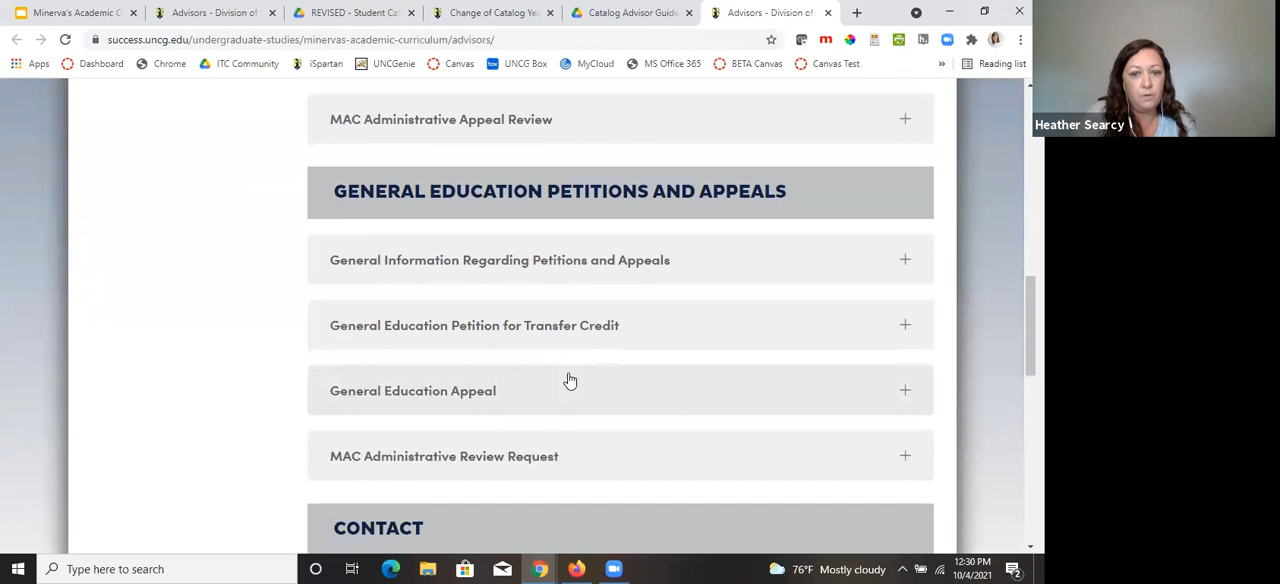 Minerva's Academic C
Advisors - Division of
REVISED - Student Ca
Change of Catalog Yea
Catalog Advisor Guide
Advisors - Division of
success.uncg.edu/undergraduate-studies/minervas-academic-curriculum/advisors/
Apps
Dashboard
Chrome
ITC Community
iSpartan
UNCGenie
Canvas
box
UNCG Box
MyCloud
MS Office 365
BETA Canvas
Canvas Test
»
Reading list
Heather Searcy
MAC Administrative Appeal Review
GENERAL EDUCATION PETITIONS AND APPEALS
General Information Regarding Petitions and Appeals
General Education Petition for Transfer Credit
General Education Appeal
MAC Administrative Review Request
CONTACT
Type here to search
76°F Mostly cloudy
12:30 PM
10/4/2021
2